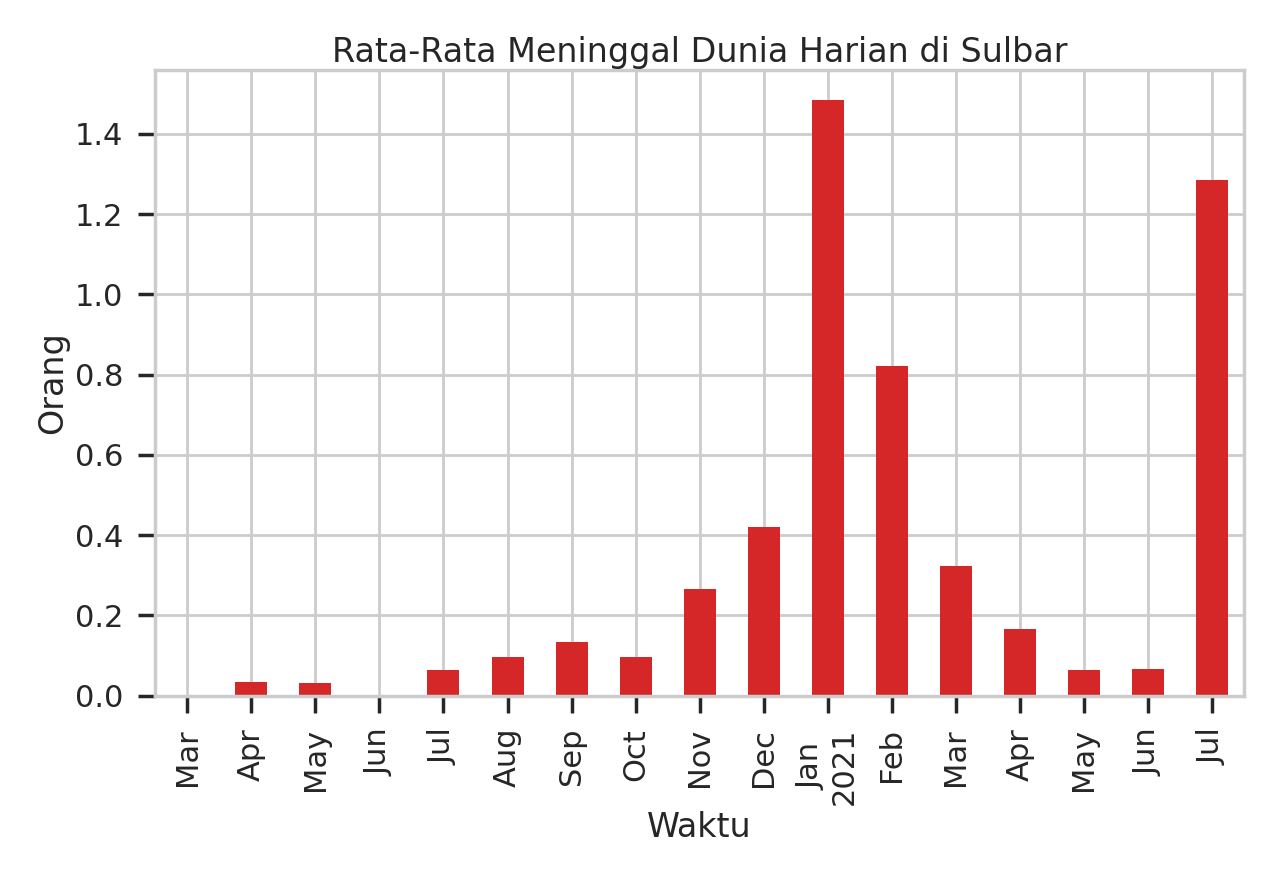 Rata-Rata Meninggal Dunia Harian di Sulbar
1.4
1.2
1.0
0.8
0.6
0.4
0.2
0.0
Orang
Mar
Apr
May
Jun
Jul
Aug
Sep
Oct
Nov
Dec
Jan
2021
Feb
Mar
Apr
May
Jun
Jul
Waktu